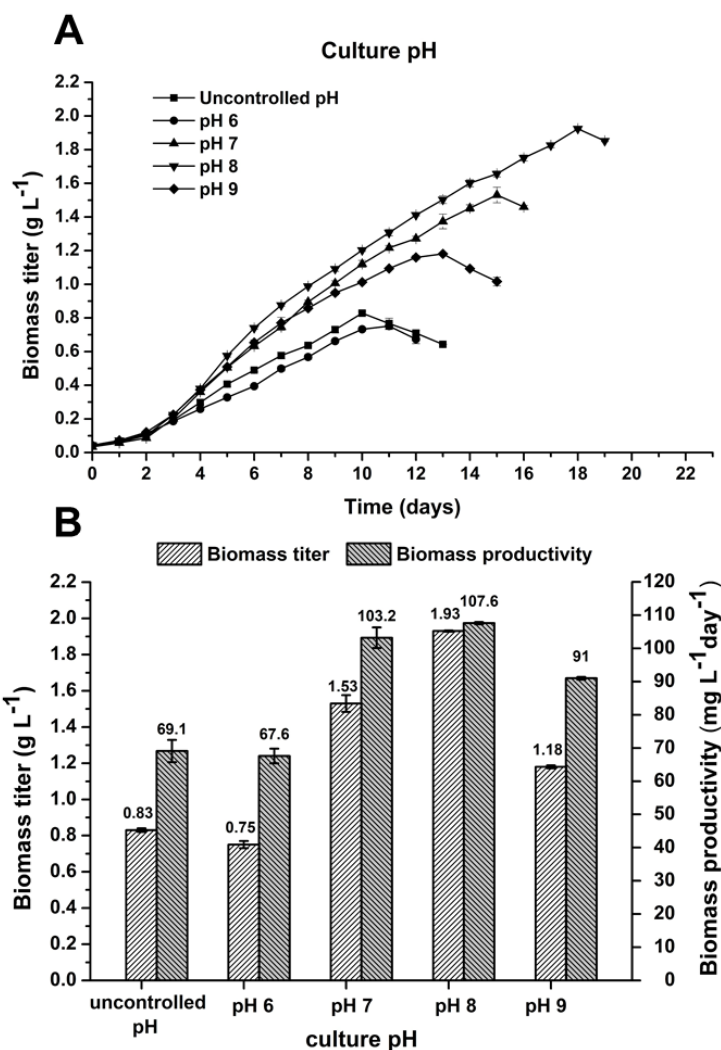 A
Culture pH
Biomass titer (g L-1)
2.2
2.0
1.8
1.6
1.4
1.2
1.0
0.8
0.6
0.4
0.2
0.0
Uncontrolled pH
pH 6
pH 7
pH 8
pH 9
0 2 4 6 8 10 12 14 16 18 20 22
Time (days)
B
Biomass titer Biomass productivity
Biomass titer (g L-1)
2.2
2.0
1.8
1.6
1.4
1.2
1.0
0.8
0.6
0.4
0.2
0.0
0.83 69.1
0.75 67.6
1.53 103.2
1.93 107.6
1.18 91
120
110
100
90
80
70
60
50
40
30
20
10
0
Biomass productivity (mg L-1day-1)
uncontrolled pH 6 pH 7 pH 8 pH 9
pH
culture pH